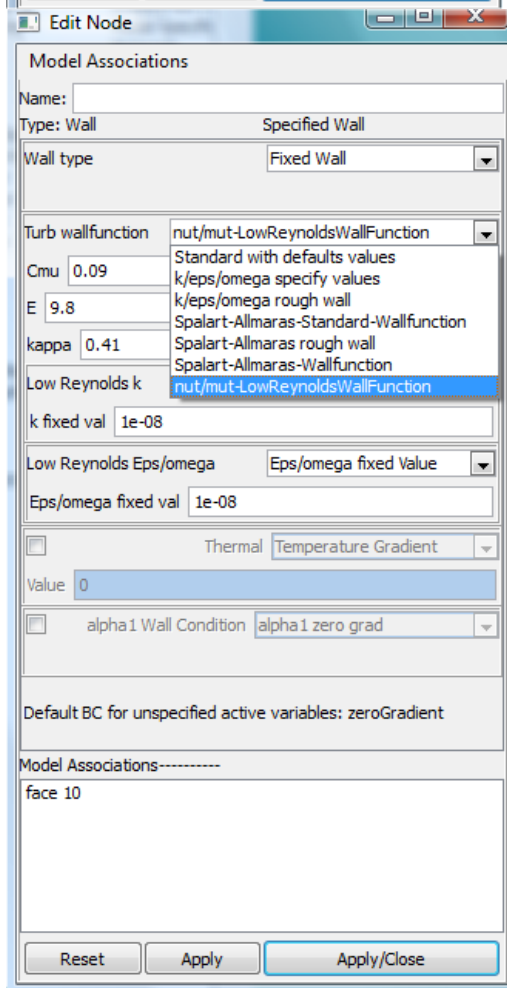 Edit Node
Model Associations
Name:
Type: Wall Specified Wall
Wall type Fixed Wall
Turb wallfunction nut/mut-LowReynoldsWallFunction
Standard with defaults values
Cmu 0.09 k/eps/omega specify values
k/eps/omega rough wall
E 9.8 Spalart-Allmaras-Standard-Wallfunction
kappa 0.41 Spalart-Allmaras rough wall
Spalart-Allmaras-Wallfunction
Low Reynolds k nut/mut-LowReynoldsWallFunction
k fixed val 1e-08
Low Reynolds Eps/omega Eps/omega fixed Value
Eps/omega fixed val 1e-08
Thermal Temperature Gradient
Value 0
alpha1 Wall Condition alpha1 zero grad
Default BC for unspecified active variables: zeroGradient
Model Associations----------
face 10
Reset Apply Apply/Close